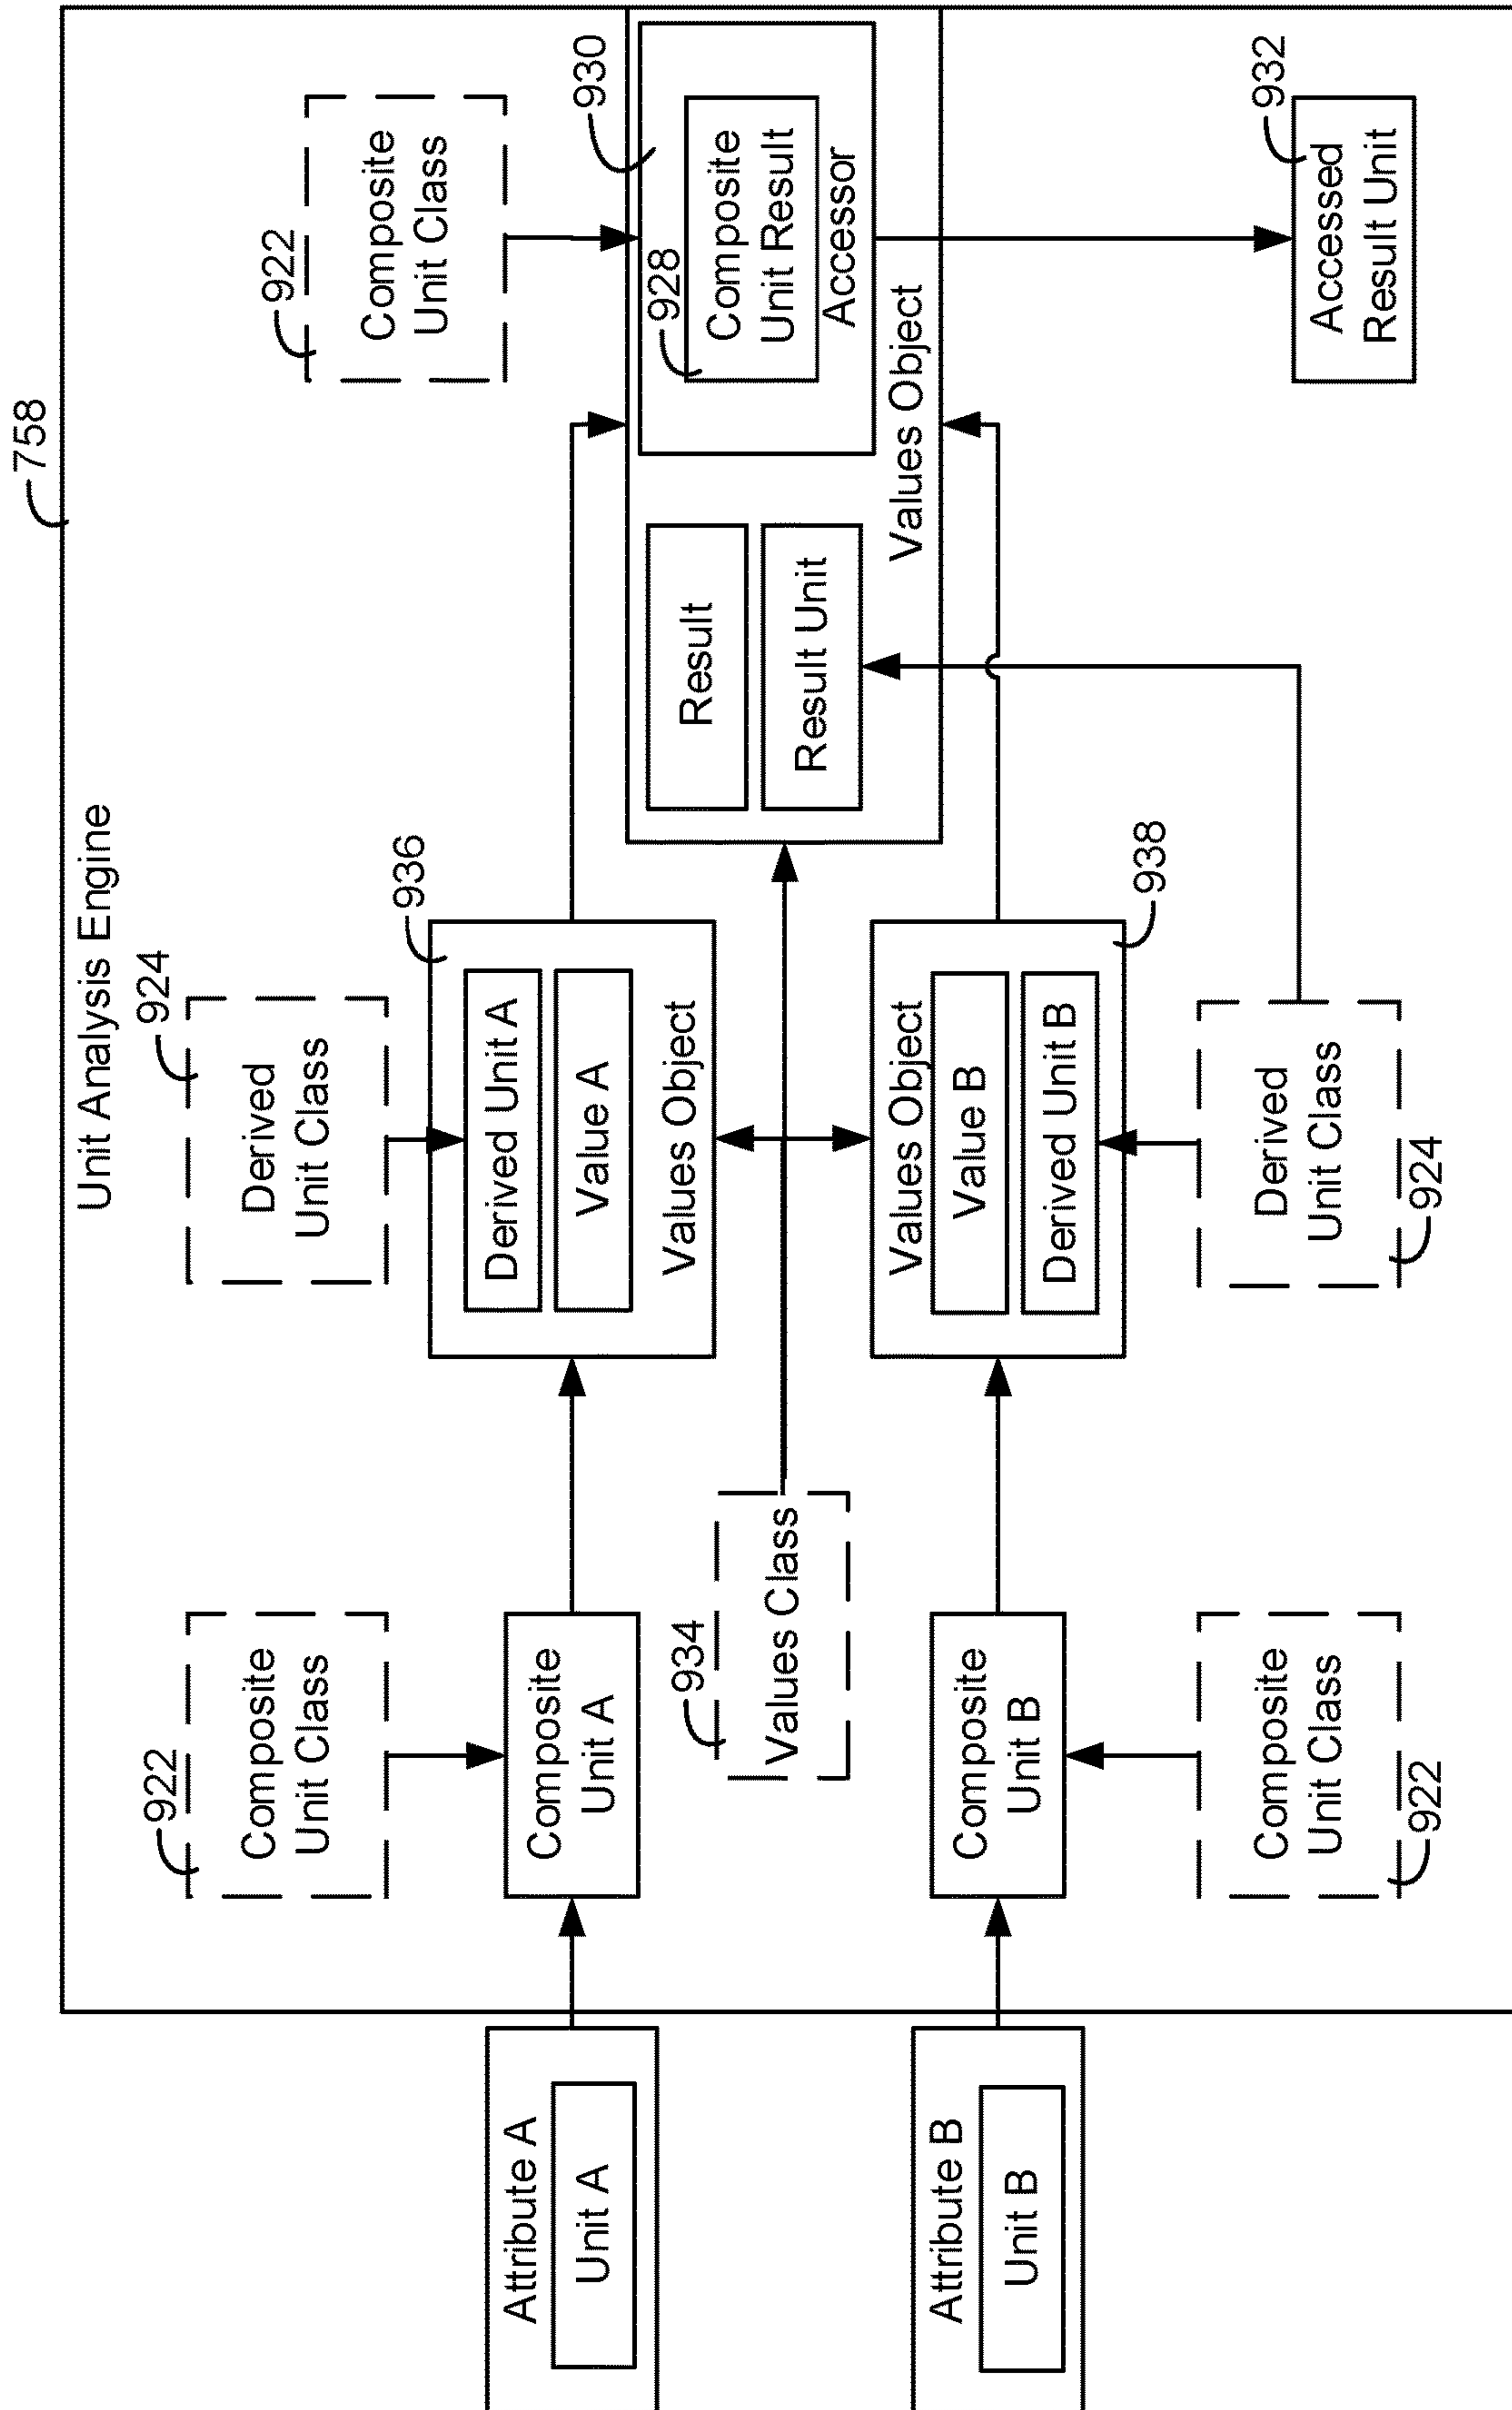 758
Unit Analysis Engine
Attribute A
Unit A
922
Composite
Unit Class
Composite
Unit A
924
Derived
Unit Class
936
Derived Unit A
Value A
Values Object
922
Composite
Unit Class
930
928
Composite
Unit Result
Accessor
Result
Result Unit
Values Object
934
Values Class
Attribute B
Unit B
Composite
Unit B
Composite
Unit Class
922
Values Object
Value B
Derived Unit B
938
Derived
Unit Class
924
932
Accessed
Result Unit